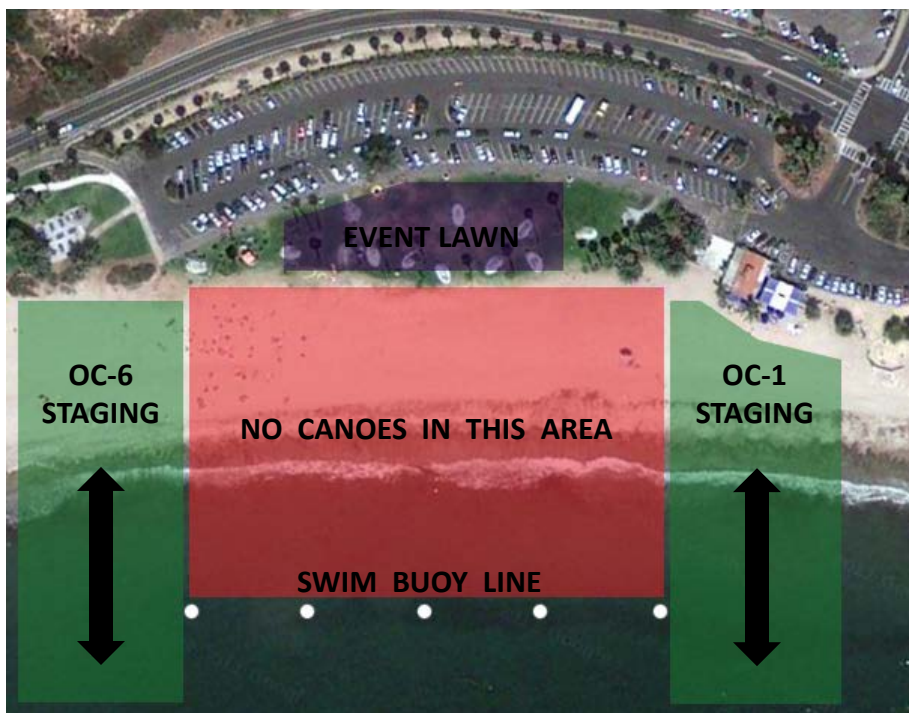 EVENT LAWN
OC-6
STAGING
OC-1
STAGING
NO CANOES IN THIS AREA
SWIM BUOY LINE